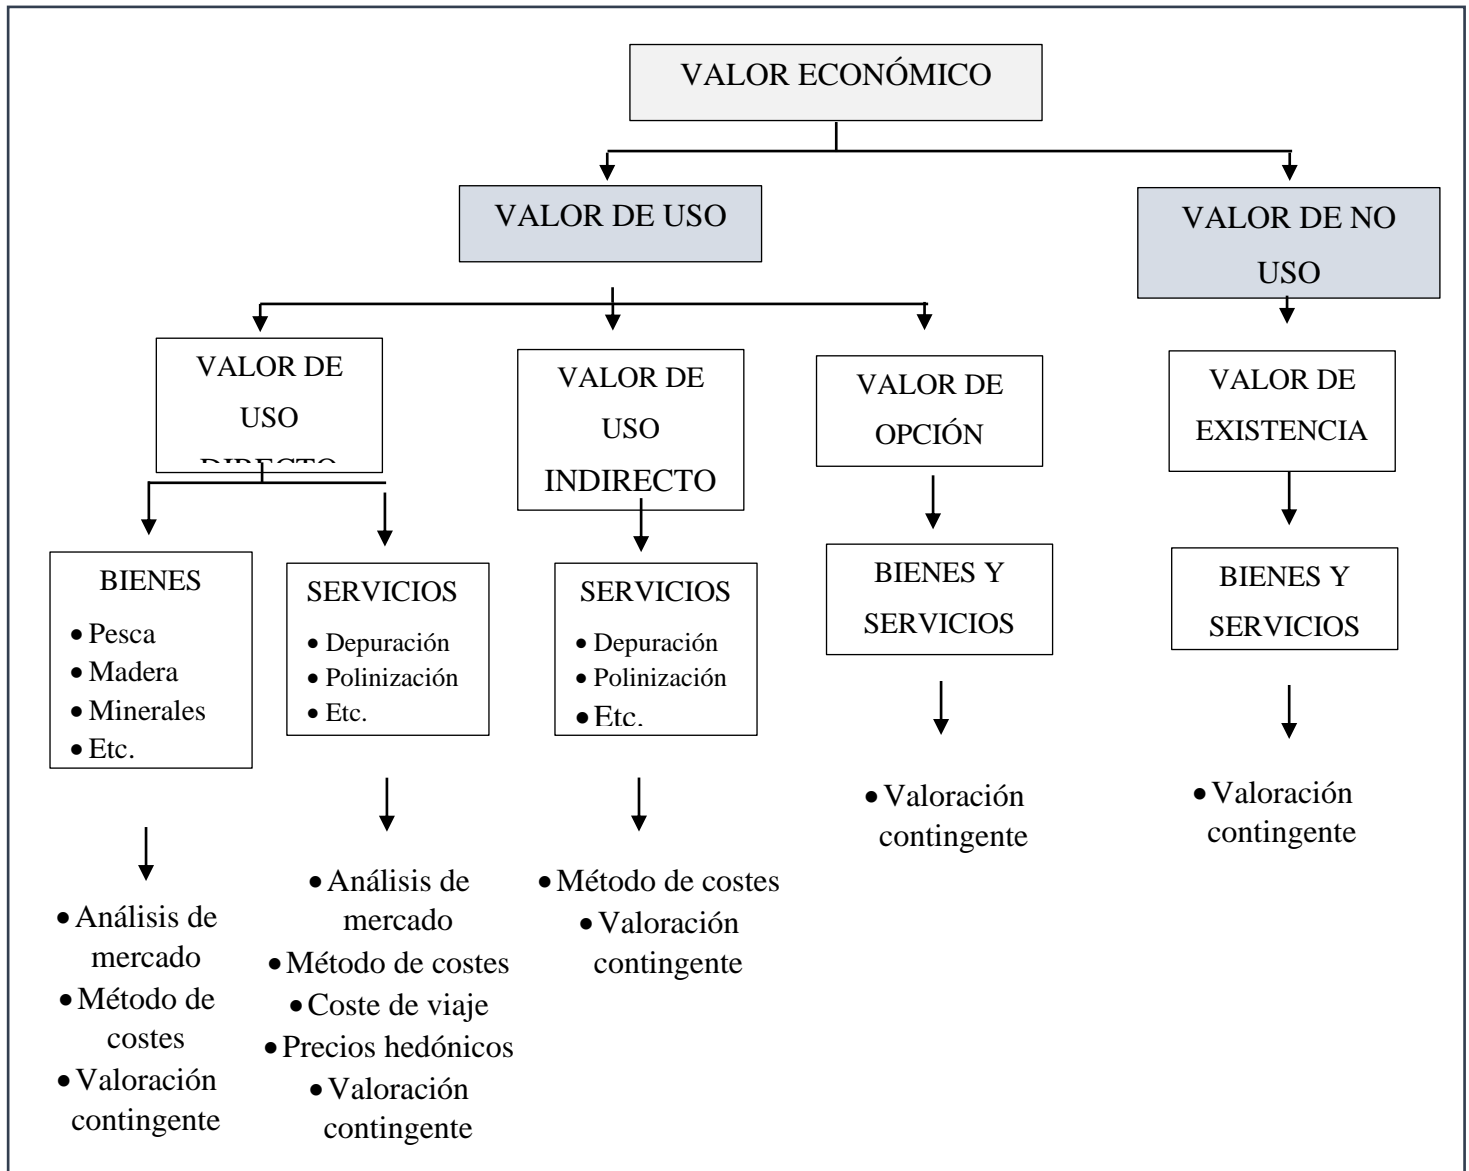 VALOR ECONÓMICO
VALOR DE USO
VALOR DE NO
USO
VALOR DE
USO
DIRECTO
VALOR DE
USO
INDIRECTO
VALOR DE
OPCIÓN
VALOR DE
EXISTENCIA
BIENES
• Pesca
• Madera
• Minerales
• Etc.
SERVICIOS
• Depuración
• Polinización
• Etc.
SERVICIOS
• Depuración
• Polinización
• Etc.
BIENES Y
SERVICIOS
BIENES Y
SERVICIOS
• Análisis de
mercado
• Método de
costes
• Valoración
contingente
• Análisis de
mercado
• Método de costes
• Coste de viaje
• Precios hedónicos
• Valoración
contingente
• Método de costes
• Valoración
contingente
• Valoración
contingente
• Valoración
contingente